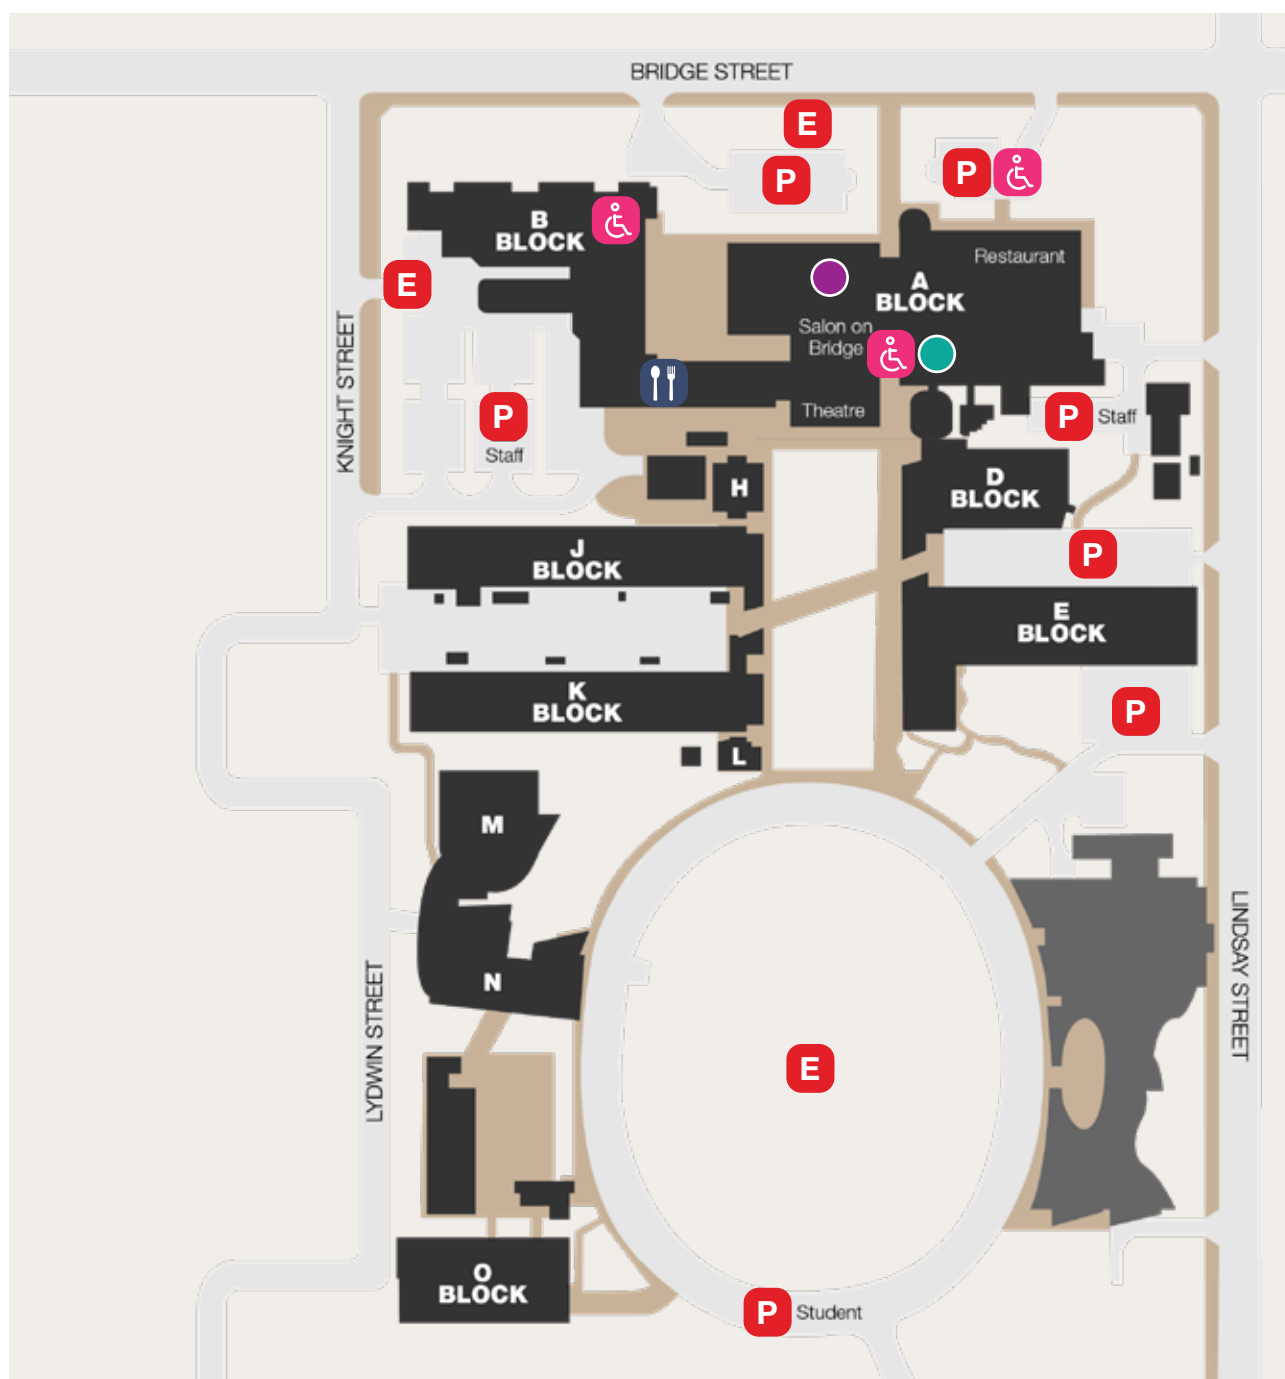 BRIDGE STREET
E
P
P
B
BLOCK
Restaurant
A
BLOCK
E
Salon on
Bridge
KNIGHT STREET
Theatre
P
Staff
P
Staff
H
D
BLOCK
J
BLOCK
P
E
BLOCK
K
BLOCK
P
L
M
N
LINDSAY STREET
LYDWIN STREET
E
O
BLOCK
P Student